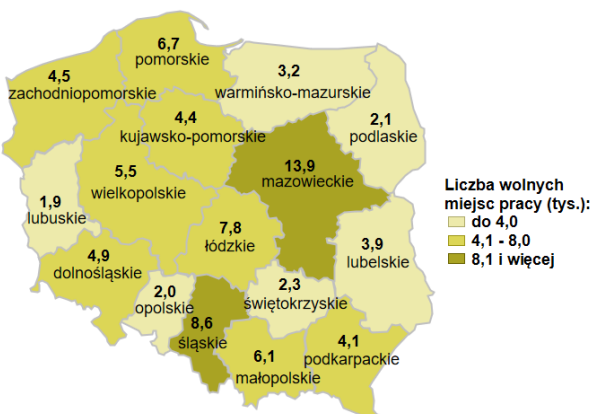 6,7
pomorskie
4,5
zachodniopomorskie
3,2
warmińsko-mazurskie
2,1
podlaskie
4,4
kujawsko-pomorskie
13,9
mazowieckie
5,5
wielkopolskie
1,9
lubuskie
7,8
łódzkie
3,9
lubelskie
4,9
dolnośląskie
2,0
opolskie
8,6
śląskie
2,3
świętokrzyskie
6,1
małopolskie
4,1
podkarpackie
Liczba wolnych
miejsc pracy (tys.):
do 4,0
4,1 - 8,0
8,1 i więcej